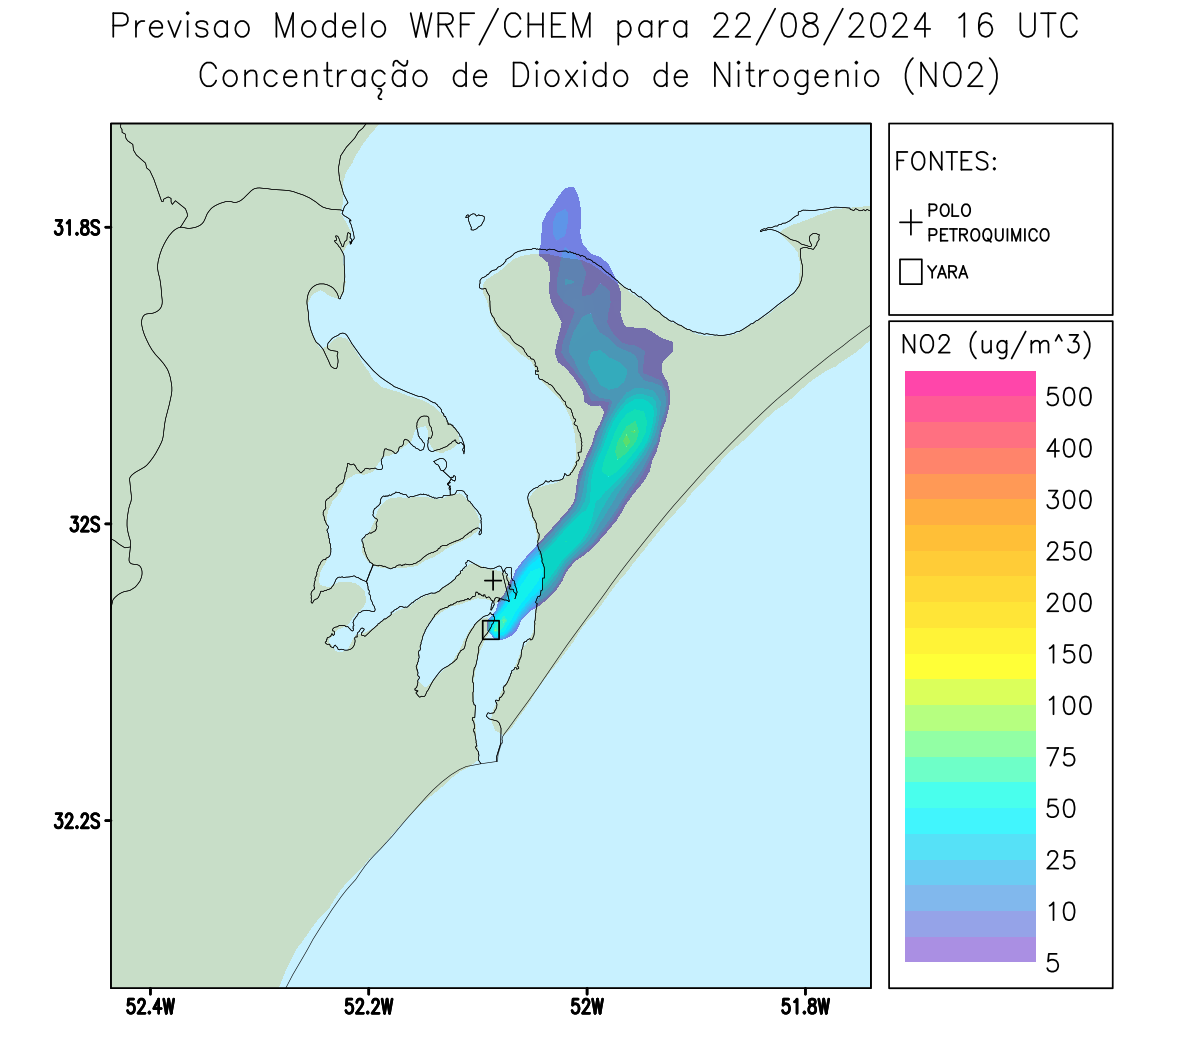 Previsao Modelo WRF/CHEM para 22/08/2024 16 UTC
Concentração de Dioxido de Nitrogenio (NO2)
FONTES:
POLO
PETROQUIMICO
YARA
NO2 (ug/m^3)
500
400
300
250
200
150
100
75
50
25
10
5
31.8S
32S
32.2S
52.4W
52.2W
52W
51.8W